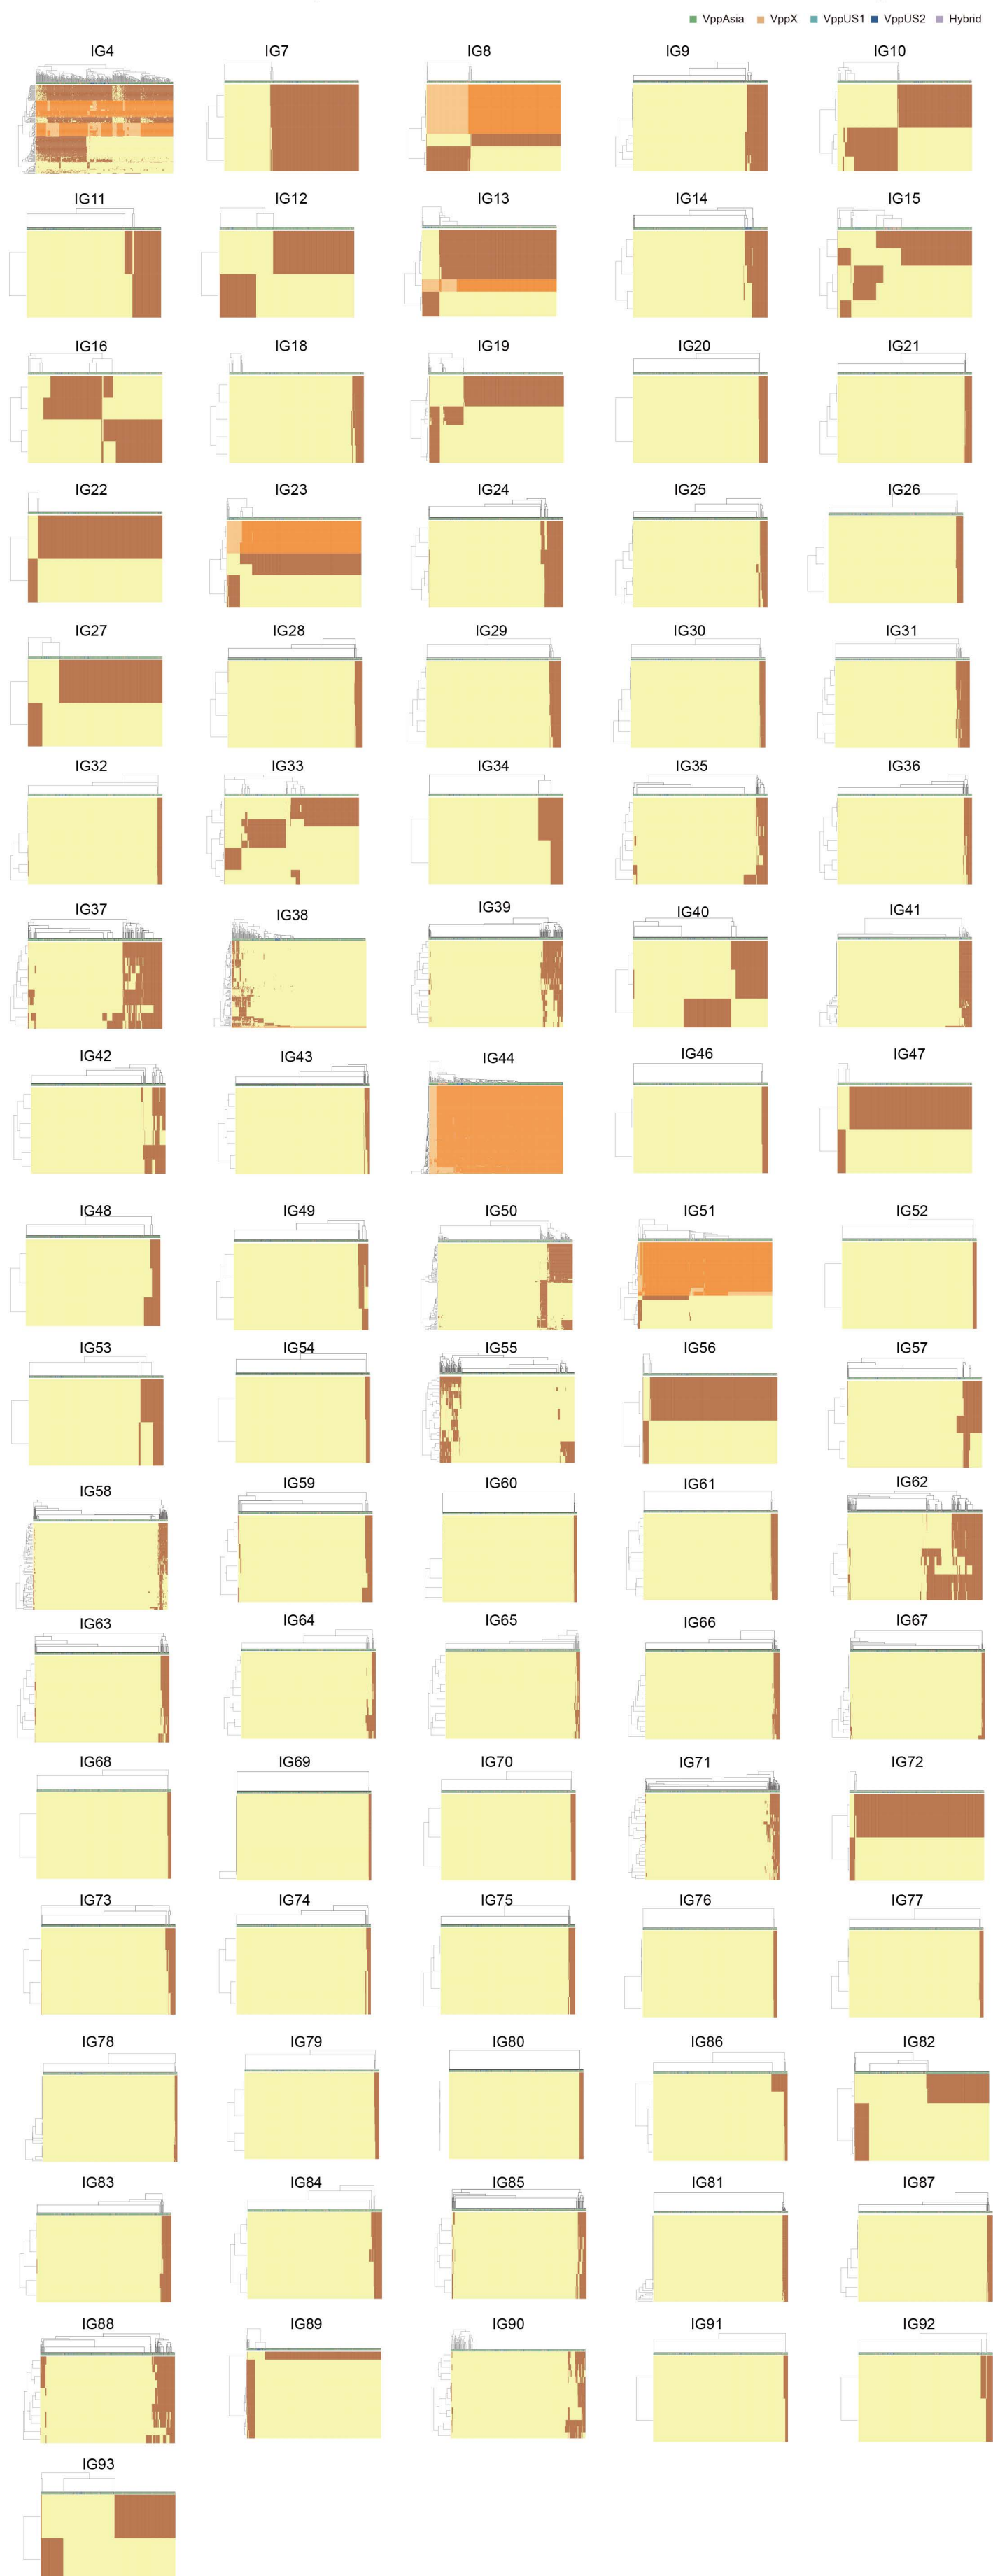 VppAsia VppX VppUS1 VppUS2 Hybrid
IG4 IG7 IG8 IG9 IG10
IG11 IG12 IG13 IG14 IG15
IG16 IG18 IG19 IG20 IG21
IG22 IG23 IG24 IG25 IG26
IG27 IG28 IG29 IG30 IG31
IG32 IG33 IG34 IG35 IG36
IG37 IG38 IG39 IG40 IG41
IG42 IG43 IG44 IG46 IG47
IG48 IG49 IG50 IG51 IG52
IG53 IG54 IG55 IG56 IG57
IG58 IG59 IG60 IG61 IG62
IG63 IG64 IG65 IG66 IG67
IG68 IG69 IG70 IG71 IG72
IG73 IG74 IG75 IG76 IG77
IG78 IG79 IG80 IG86 IG82
IG83 IG84 IG85 IG81 IG87
IG88 IG89 IG90 IG91 IG92
IG93